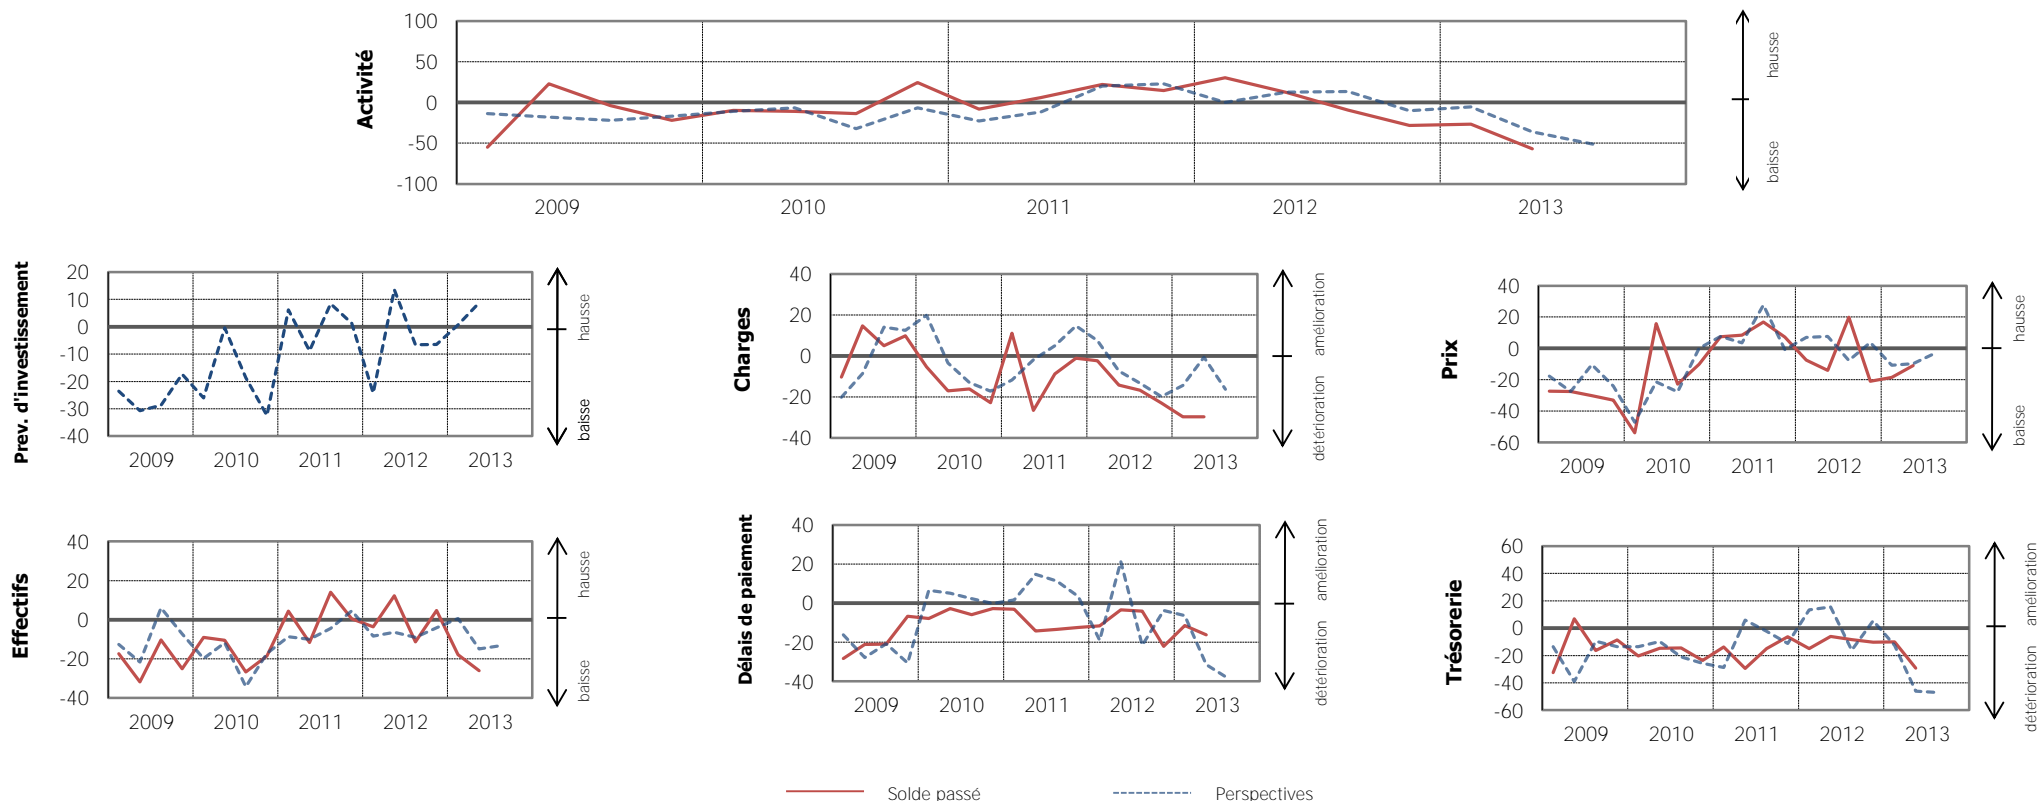 Activité
100
50
0
-50
-100
2009 2010 2011 2012 2013
hausse
baisse
Prev. d'investissement
20
10
0
-10
-20
-30
-40
2009 2010 2011 2012 2013
hausse
baisse
Charges
40
20
0
-20
-40
2009 2010 2011 2012 2013
amélioration
détérioration
Prix
40
20
0
-20
-40
-60
2009 2010 2011 2012 2013
hausse
baisse
Effectifs
40
20
0
-20
-40
2009 2010 2011 2012 2013
hausse
baisse
Délais de paiement
40
20
0
-20
-40
2009 2010 2011 2012 2013
amélioration
détérioration
Trésorerie
60
40
20
0
-20
-40
-60
2009 2010 2011 2012 2013
amélioration
détérioration
Solde passé Perspectives